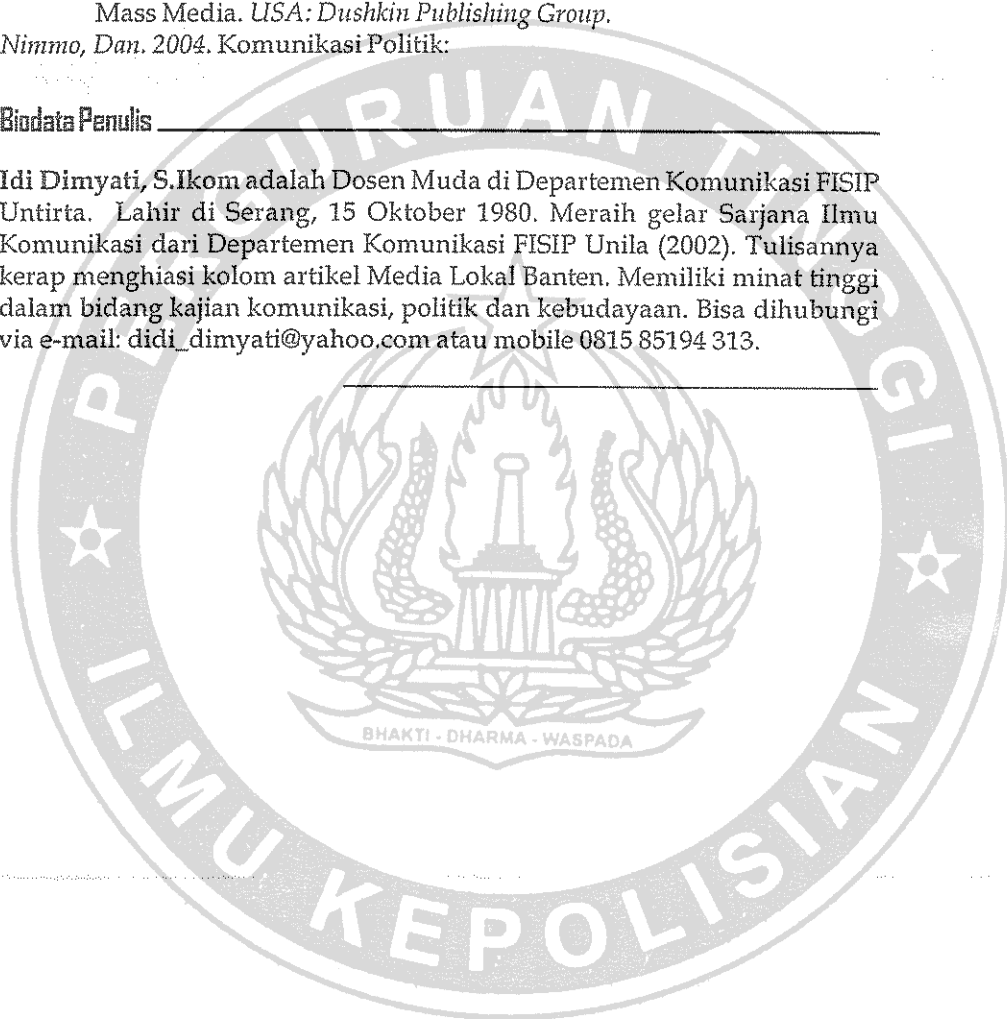 Mass Media. USA: Dushkin Publishing Group.
Nimmo, Dan. 2004. Komunikasi Politik:
Biodata Penulis
Idi Dimyati, S.Ikom adalah Dosen Muda di Departemen Komunikasi FISIP
Untirta. Lahir di Serang, 15 Oktober 1980. Meraih gelar Sarjana Ilmu
Komunikasi dari Departemen Komunikasi FISIP Unila (2002). Tulisannya
kerap menghiasi kolom artikel Media Lokal Banten. Memiliki minat tinggi
dalam bidang kajian komunikasi, politik dan kebudayaan. Bisa dihubungi
via e-mail: didi_dimyati@yahoo.com atau mobile 0815 85194 313.
PERGURUAN TINGGI
BHAKTI - DHARMA - WASPADA
ILMU KEPOLISIAN